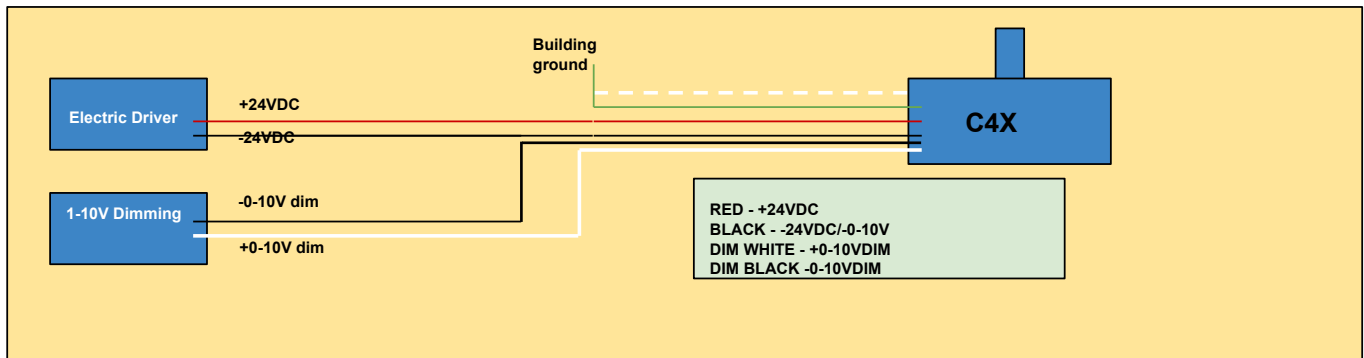 Building
ground
Electric Driver
+24VDC
-24VDC
C4X
1-10V Dimming
-0-10V dim
+0-10V dim
RED - +24VDC
BLACK - -24VDC/-0-10V
DIM WHITE - +0-10VDIM
DIM BLACK -0-10VDIM